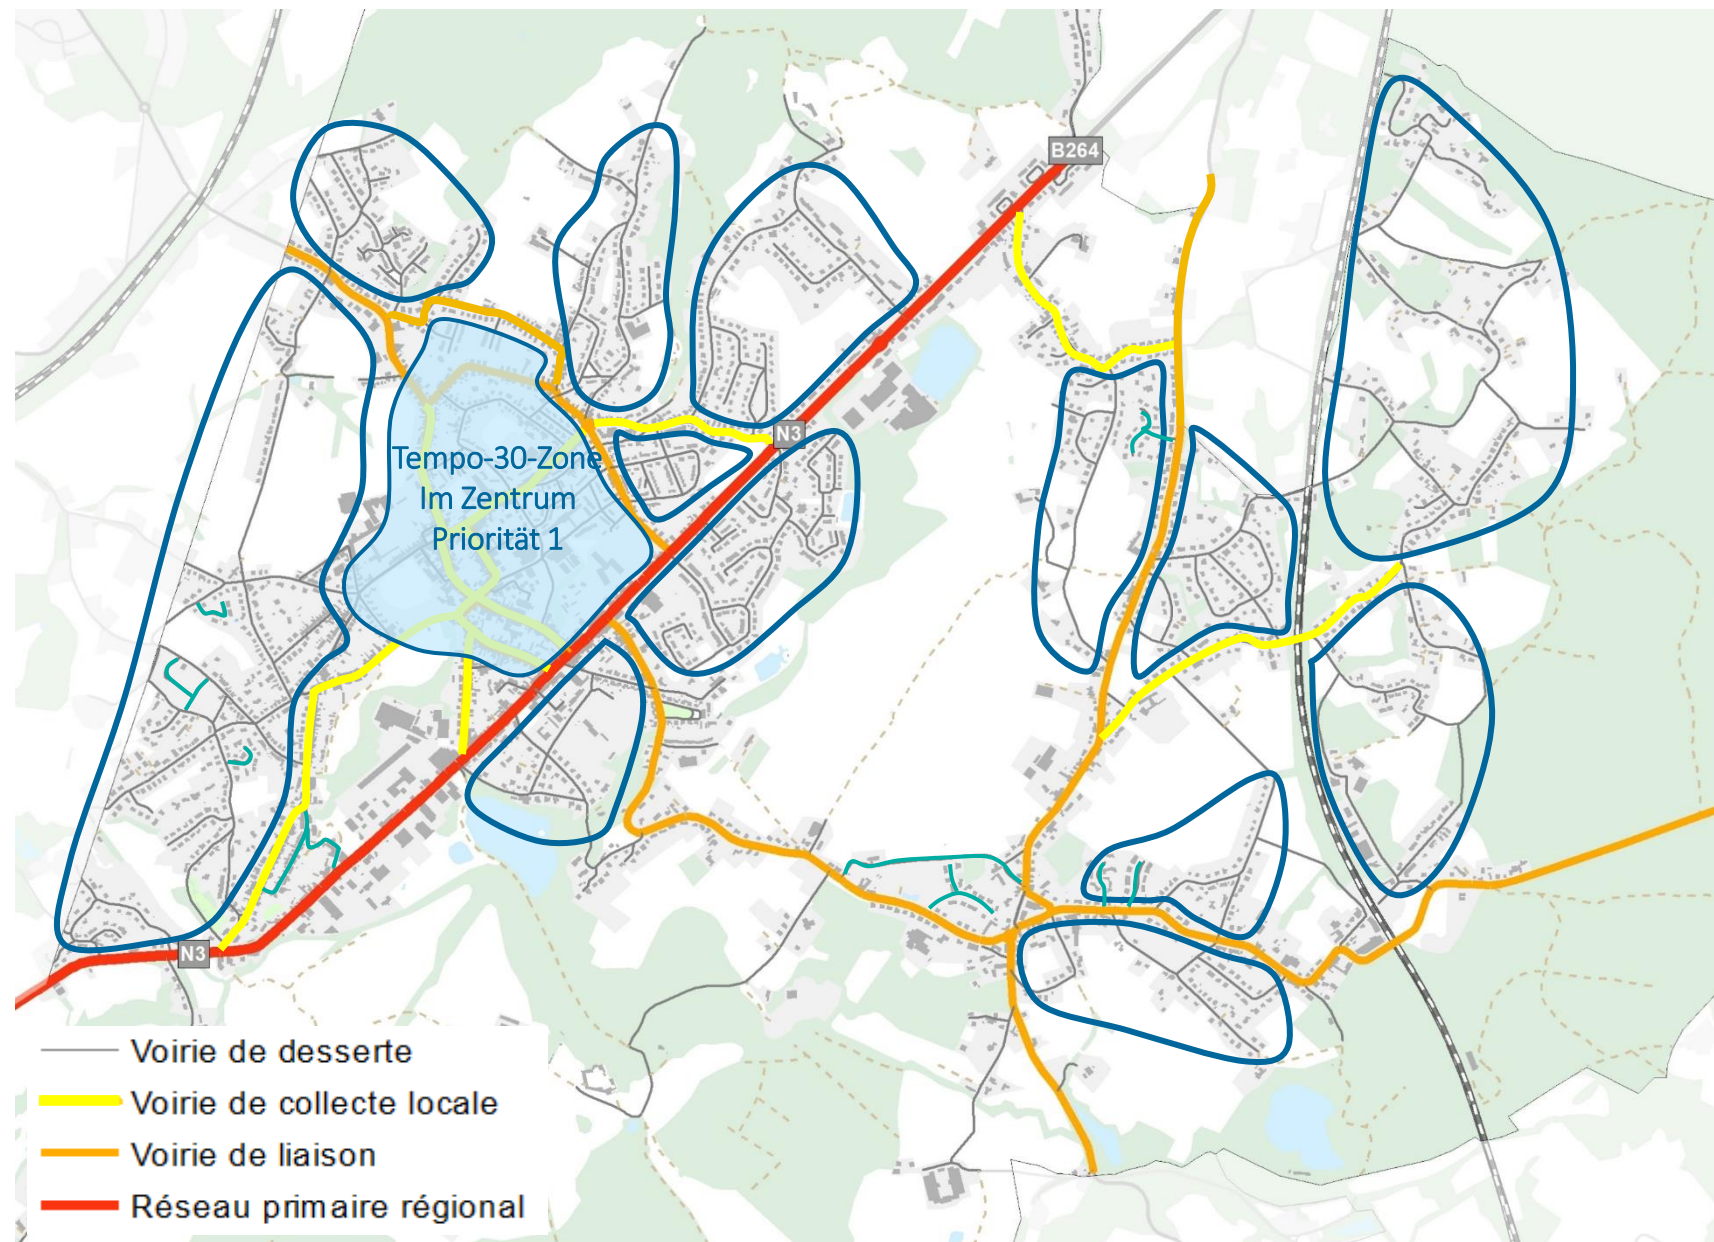 B264
N3
Tempo-30-Zone
Im Zentrum
Priorität 1
N3
Voirie de desserte
Voirie de collecte locale
Voirie de liaison
Réseau primaire régional